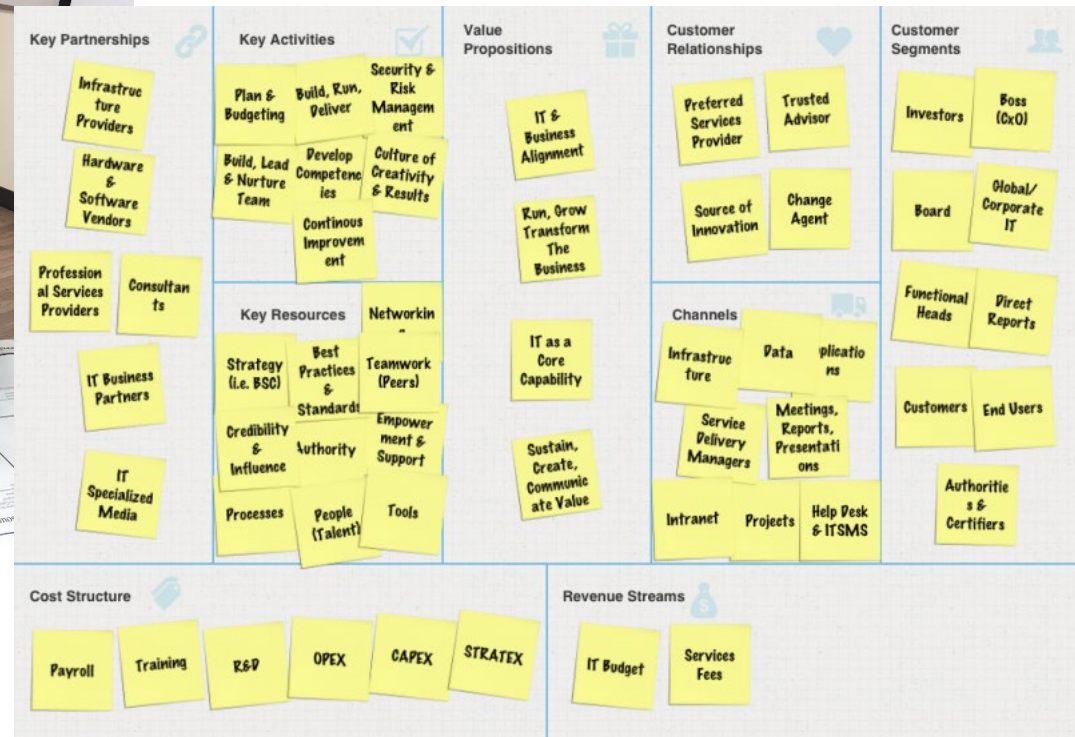 Key Partnerships
Infrastruc
ture
Providers
Hardware
&
Software
Vendors
Profession
al Services
Providers
Consultan
ts
IT Business
Partners
IT
Specialized
Media
Key Activities
Plan &
Budgeting
Build, Run,
Deliver
Security &
Risk
Managem
ent
Build, Lead
& Nurture
Team
Develop
Competenc
ies
Culture of
Creativity
& Results
Continous
Improvem
ent
Key Resources
Networkin
Strategy
(i.e. BSC)
Best
Practices
&
Standards
Teamwork
(Peers)
Credibility
&
Influence
Authority
Empower
ment &
Support
Processes
People
(Talent)
Tools
Value
Propositions
IT &
Business
Alignment
Run, Grow
Transform
The
Business
IT as a
Core
Capability
Sustain,
Create,
Communic
ate Value
Customer
Relationships
Preferred
Services
Provider
Trusted
Advisor
Source of
Innovation
Change
Agent
Channels
Infrastruc
ture
Data
plicatio
ns
Service
Delivery
Managers
Meetings,
Reports,
Presentati
ons
Intranet
Projects
Help Desk
& ITSMS
Customer
Segments
Investors
Boss
(CxO)
Board
Global/
Corporate
IT
Functional
Heads
Direct
Reports
Customers
End Users
Authoritie
s &
Certifiers
Cost Structure
Payroll
Training
R&D
OPEX
CAPEX
STRATEX
Revenue Streams
$
IT Budget
Services
Fees